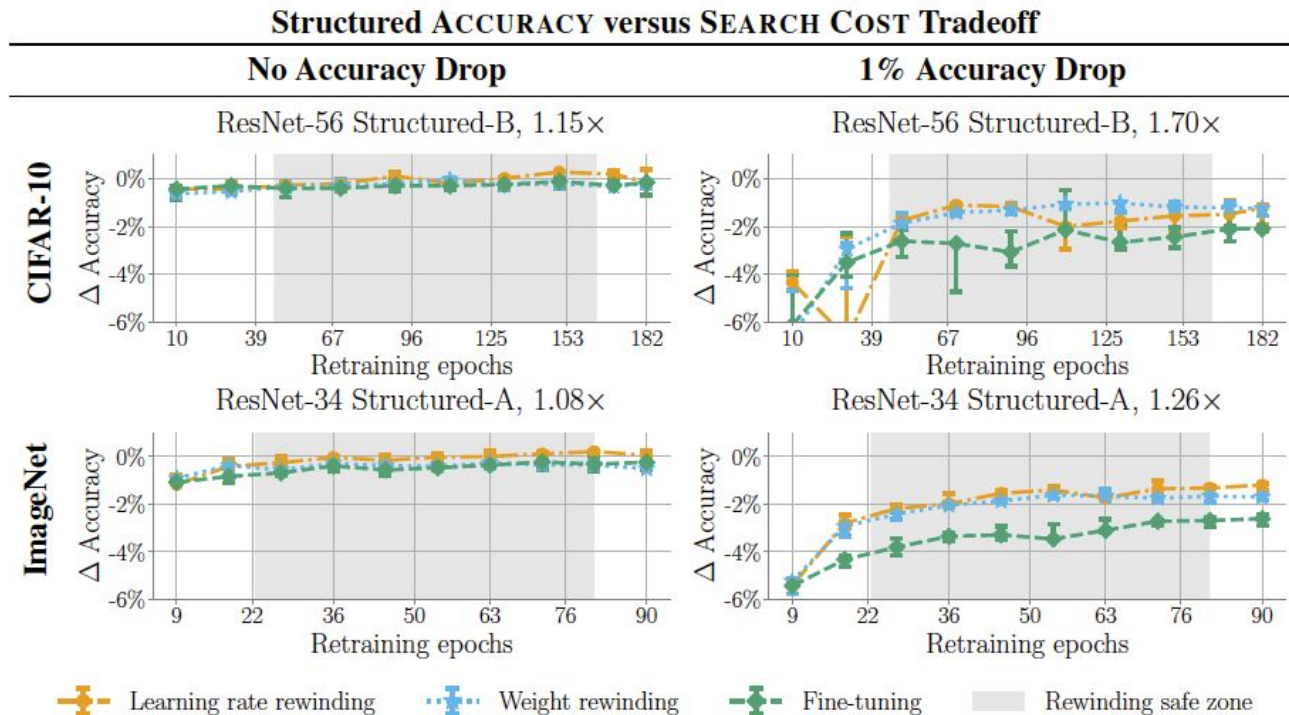 Structured ACCURACY versus SEARCH COST Tradeoff
No Accuracy Drop
1% Accuracy Drop
CIFAR-10
ResNet-56 Structured-B, 1.15×
Δ Accuracy
0%
-2%
-4%
-6%
10 39 67 96 125 153 182
Retraining epochs
ResNet-56 Structured-B, 1.70×
Δ Accuracy
0%
-2%
-4%
-6%
10 39 67 96 125 153 182
Retraining epochs
ImageNet
ResNet-34 Structured-A, 1.08×
Δ Accuracy
0%
-2%
-4%
-6%
9 22 36 50 63 76 90
Retraining epochs
ResNet-34 Structured-A, 1.26×
Δ Accuracy
0%
-2%
-4%
-6%
9 22 36 50 63 76 90
Retraining epochs
Learning rate rewinding Weight rewinding Fine-tuning Rewinding safe zone